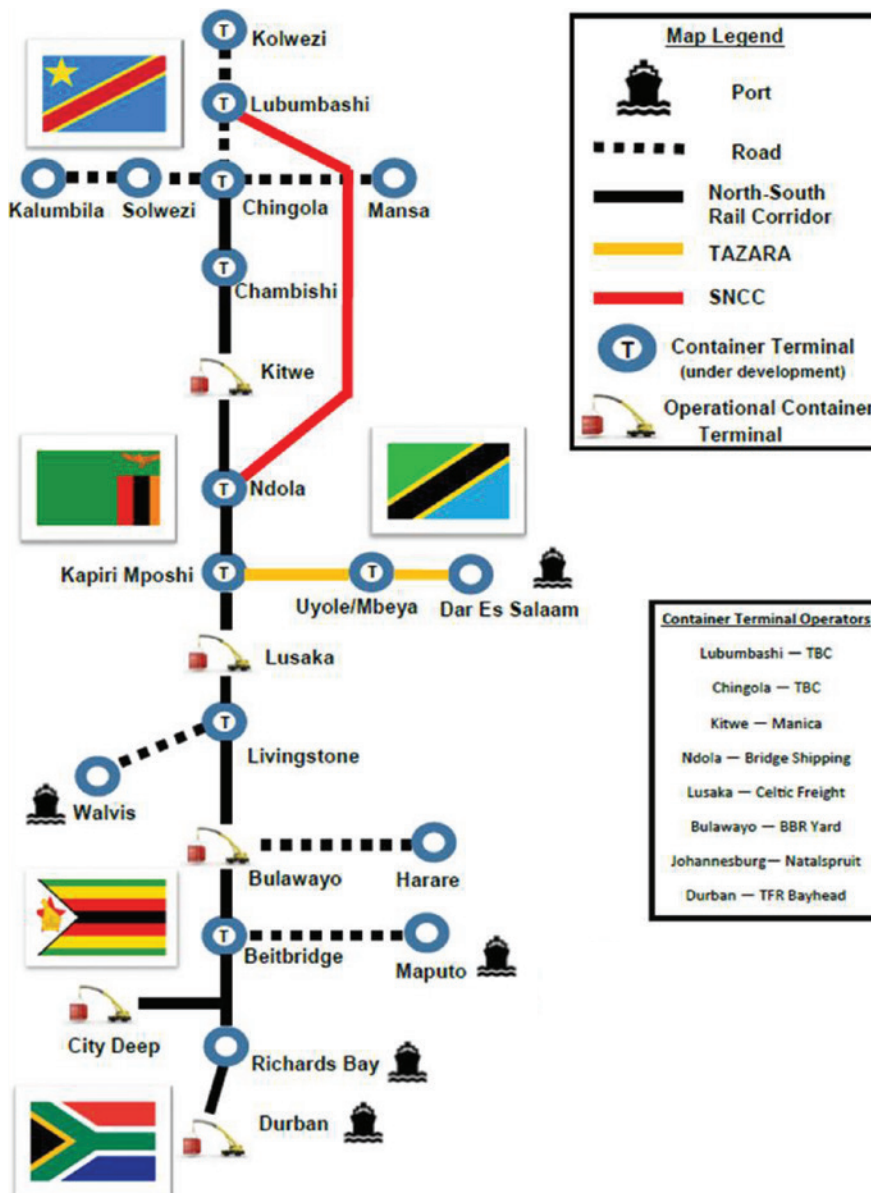 Kolwezi
Lubumbashi
Kalumbila
Solwezi
Chingola
Mansa
Chambishi
Kitwe
Ndola
Kapiri Mposhi
Uyole/Mbeya
Dar Es Salaam
Lusaka
Livingstone
Walvis
Bulawayo
Harare
Beitbridge
Maputo
City Deep
Richards Bay
Durban
T
T
T
T
T
T
T
T
T
Map Legend
Port
Road
North-South
Rail Corridor
TAZARA
SNCC
T
Container Terminal
(under development)
Operational Container
Terminal
Container Terminal Operators
Lubumbashi — TBC
Chingola — TBC
Kitwe — Manica
Ndola — Bridge Shipping
Lusaka — Celtic Freight
Bulawayo — BBR Yard
Johannesburg— Natalspruit
Durban — TFR Bayhead